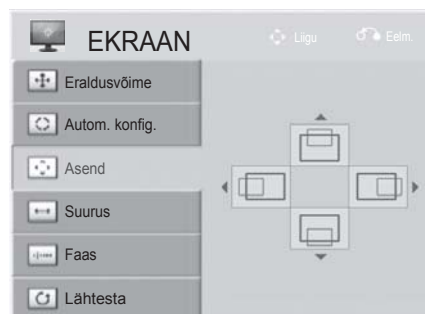 EKRAAN
Liigu
Eelm.
Eraldusvõime
Autom. konfig.
Asend
Suurus
Faas
Lähtesta